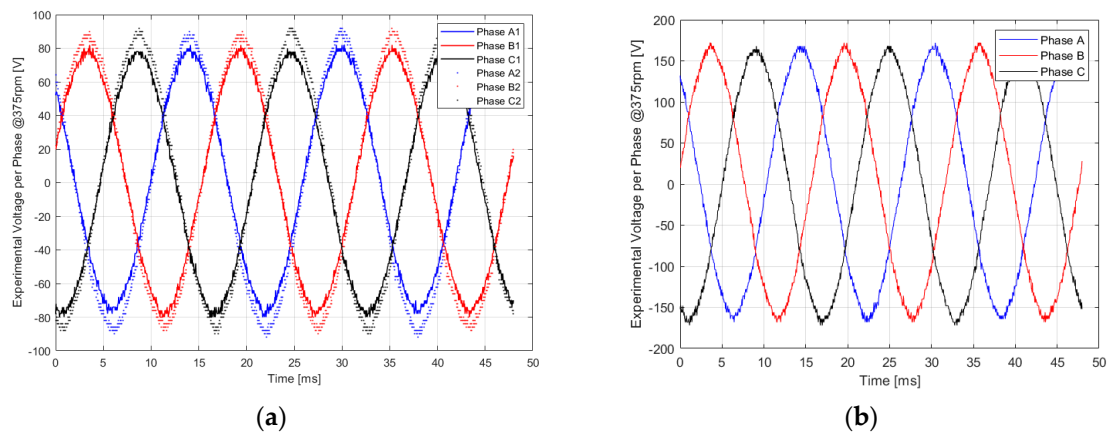 Experimental Voltage per Phase @375rpm [V]
100
80
60
40
20
0
-20
-40
-60
-80
-100
Phase A1
Phase B1
Phase C1
Phase A2
Phase B2
Phase C2
0 5 10 15 20 25 30 35 40 45 50
Time [ms]
(a)
Experimental Voltage per Phase @375rpm [V]
200
150
100
50
0
-50
-100
-150
-200
Phase A
Phase B
Phase C
0 5 10 15 20 25 30 35 40 45 50
Time [ms]
(b)